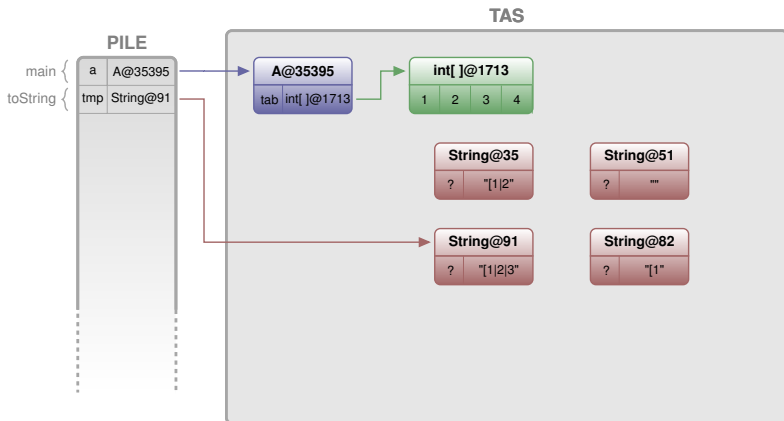 TAS
PILE
main { a A@35395
toString { tmp String@91
A@35395
tab int[ ]@1713
int[ ]@1713
1 2 3 4
String@35
? "[1|2"
String@51
? ""
String@91
? "[1|2|3"
String@82
? "[1"